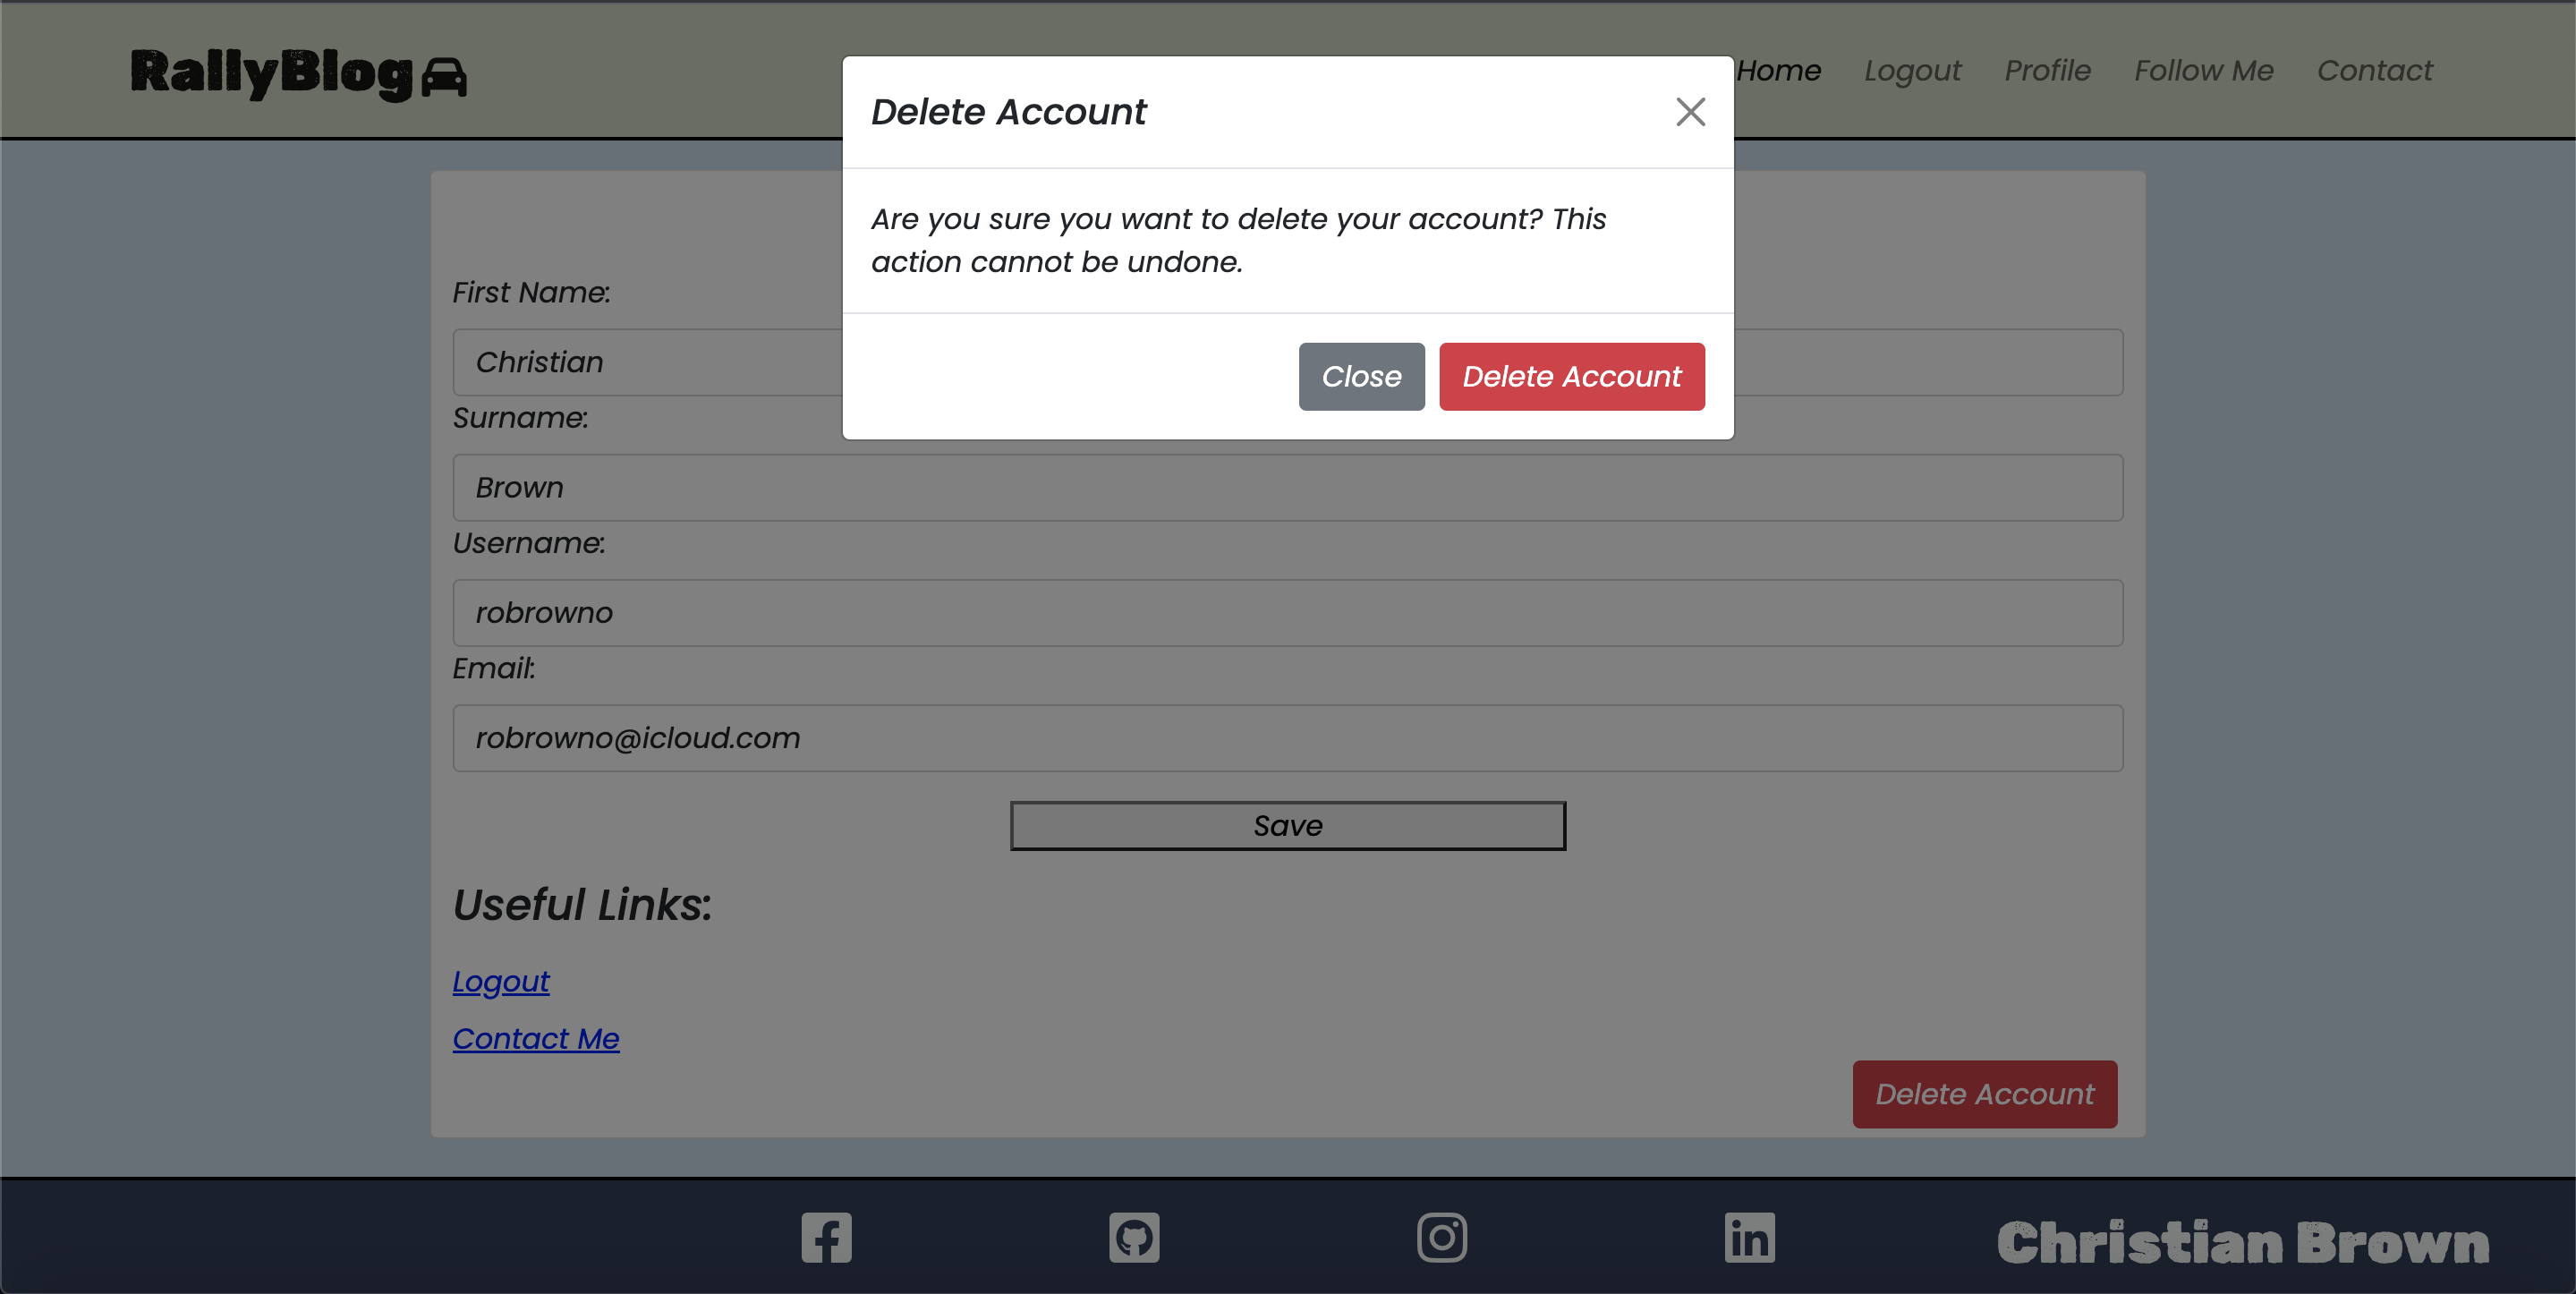 RallyBlog
Home Logout Profile Follow Me Contact
Delete Account
Are you sure you want to delete your account? This
action cannot be undone.
Close Delete Account
First Name:
Christian
Surname:
Brown
Username:
robrowno
Email:
robrowno@icloud.com
Save
Useful Links:
Logout
Contact Me
Delete Account
Christian Brown